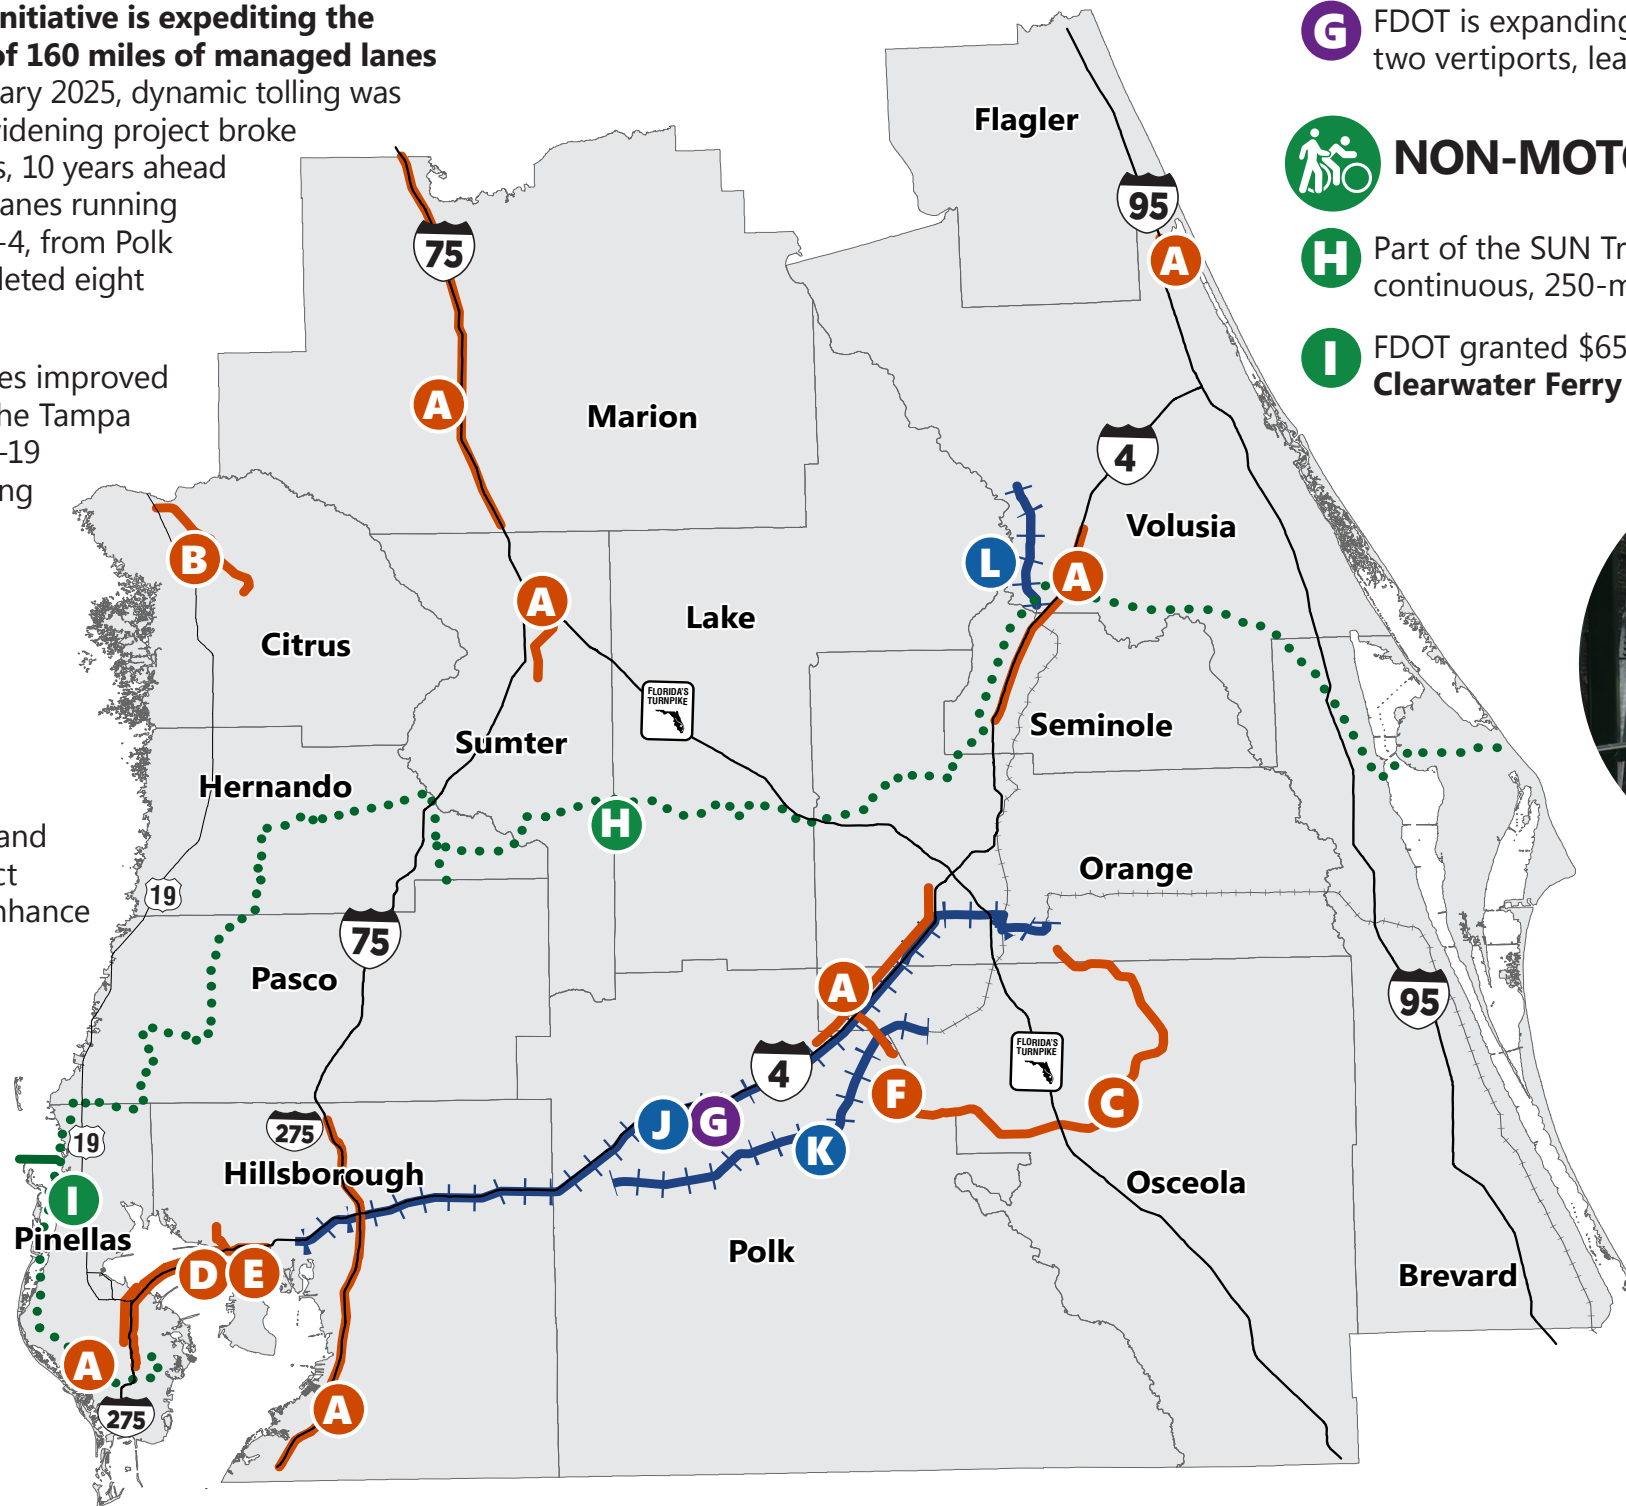 nitiative is expediting the
of 160 miles of managed lanes
ary 2025, dynamic tolling was
videning project broke
s, 10 years ahead
anes running
-4, from Polk
leted eight
es improved
he Tampa
-19
ng
and
ct
nhance
G FDOT is expanding
two vertiports, lea
NON-MOTO
H Part of the SUN Tr
continuous, 250-m
I FDOT granted $65
Clearwater Ferry
Flagler
95
A
75
A
Marion
4
Volusia
L
A
B
Citrus
A
Lake
FLORIDA'S
TURNPIKE
Seminole
Sumter
Hernando
H
Orange
19
75
Pasco
A
95
FLORIDA'S
TURNPIKE
4
F
C
J
G
K
275
19
Hillsborough
I
Osceola
Pinellas
Polk
D
E
Brevard
A
275
A